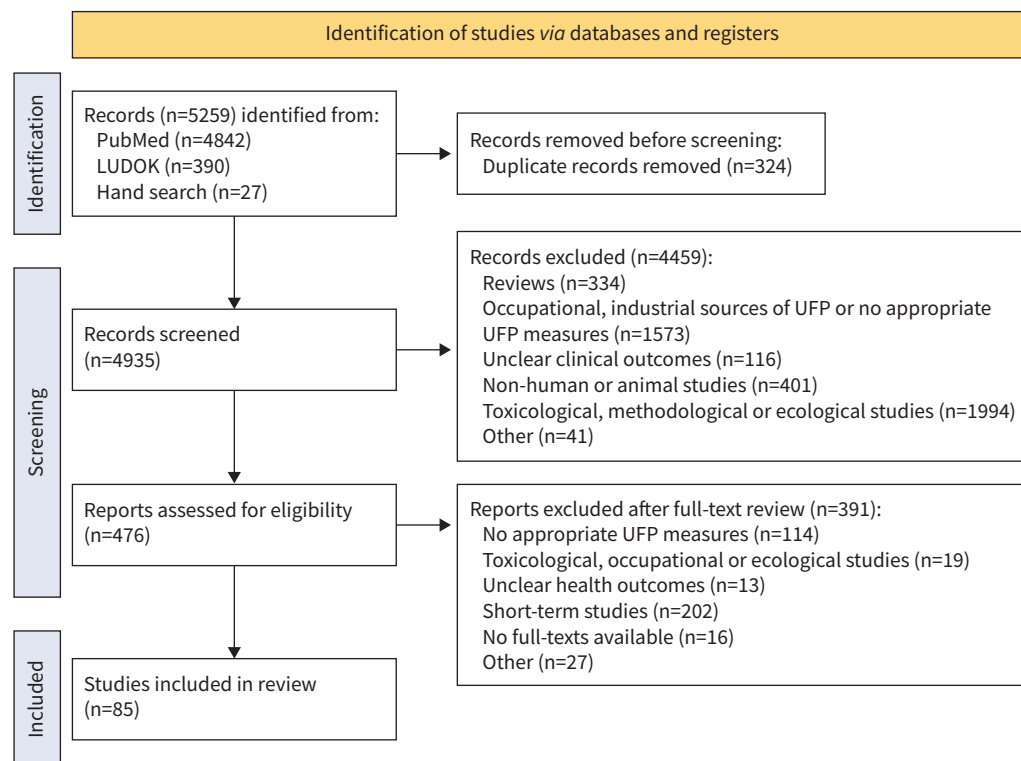 Identification of studies via databases and registers
Identification
Records (n=5259) identified from:
PubMed (n=4842)
LUDOK (n=390)
Hand search (n=27)
Records removed before screening:
Duplicate records removed (n=324)
Screening
Records screened
(n=4935)
Records excluded (n=4459):
Reviews (n=334)
Occupational, industrial sources of UFP or no appropriate
UFP measures (n=1573)
Unclear clinical outcomes (n=116)
Non-human or animal studies (n=401)
Toxicological, methodological or ecological studies (n=1994)
Other (n=41)
Reports assessed for eligibility
(n=476)
Reports excluded after full-text review (n=391):
No appropriate UFP measures (n=114)
Toxicological, occupational or ecological studies (n=19)
Unclear health outcomes (n=13)
Short-term studies (n=202)
No full-texts available (n=16)
Other (n=27)
Included
Studies included in review
(n=85)